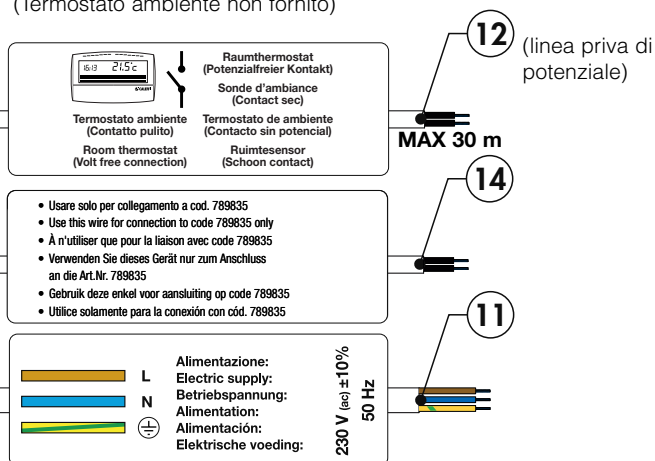 (Termostato ambiente non fornito)
12
(linea priva di
potenziale)
16:13 21.5°c
Raumthermostat
(Potenzialfreier Kontakt)
Sonde d'ambiance
(Contact sec)
Termostato ambiente
(Contatto pulito)
Termostato de ambiente
(Contacto sin potencial)
Room thermostat
(Volt free connection)
Ruimtesensor
(Schoon contact)
MAX 30 m
14
• Usare solo per collegamento a cod. 789835
• Use this wire for connection to code 789835 only
• À n'utiliser que pour la liaison avec code 789835
• Verwenden Sie dieses Gerät nur zum Anschluss
an die Art.Nr. 789835
• Gebruik deze enkel voor aansluiting op code 789835
• Utilice solamente para la conexión con cód. 789835
11
L
N
Alimentazione:
Electric supply:
Betriebspannung:
Alimentation:
Alimentación:
Elektrische voeding:
230 V (ac) ±10%
50 Hz